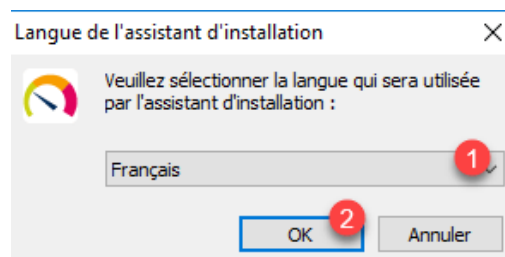 Langue de l'assistant d'installation
Veuillez sélectionner la langue qui sera utilisée
par l'assistant d'installation :
Français
1
OK
2
Annuler